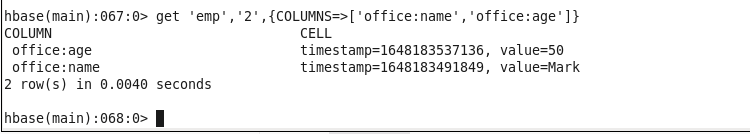 hbase(main):067:0> get 'emp','2',{COLUMNS=>['office:name','office:age']}
COLUMN                          CELL
 office:age                     timestamp=1648183537136, value=50
 office:name                    timestamp=1648183491849, value=Mark
2 row(s) in 0.0040 seconds

hbase(main):068:0>